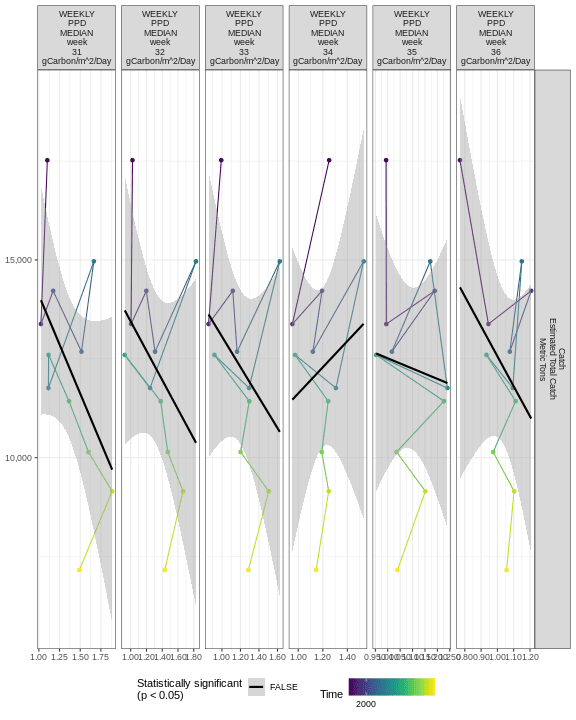 WEEKLY
PPD
MEDIAN
week
31
gCarbon/m^2/Day
WEEKLY
PPD
MEDIAN
week
32
gCarbon/m^2/Day
WEEKLY
PPD
MEDIAN
week
33
gCarbon/m^2/Day
WEEKLY
PPD
MEDIAN
week
34
gCarbon/m^2/Day
WEEKLY
PPD
MEDIAN
week
35
gCarbon/m^2/Day
WEEKLY
PPD
MEDIAN
week
36
gCarbon/m^2/Day
15,000
10,000
Catch
Estimated Total Catch
Metric Tons
1.00 1.25 1.50 1.75
1.00 1.20 1.40 1.60 1.80
1.00 1.20 1.40 1.60
1.00 1.20 1.40
0.80 0.90 1.00 1.10 1.20
Statistically significant
(p < 0.05)
FALSE
Time
2000